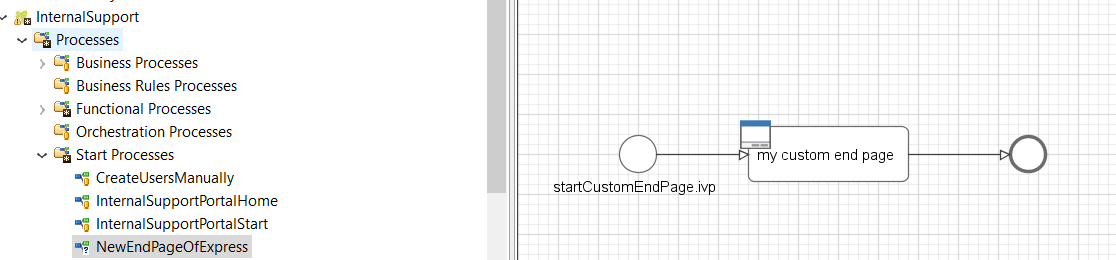 InternalSupport
Processes
Business Processes
Business Rules Processes
Functional Processes
Orchestration Processes
Start Processes
CreateUsersManually
InternalSupportPortalHome
InternalSupportPortalStart
NewEndPageOfExpress
my custom end page
startCustomEndPage.ivp